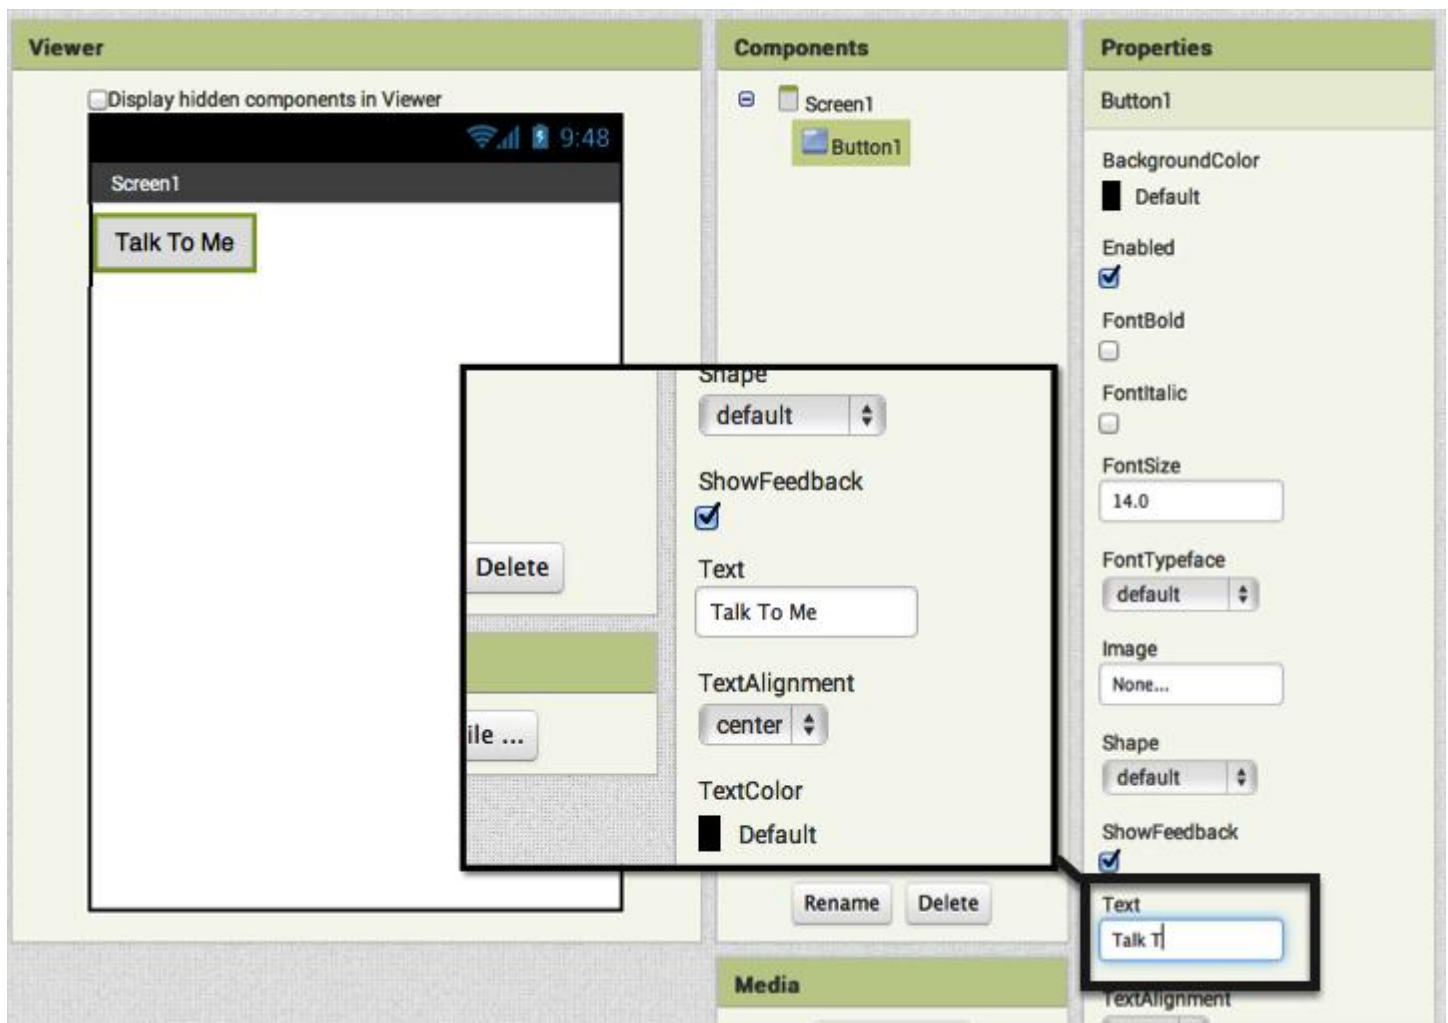 Viewer
Display hidden components in Viewer
9:48
Screen1
Talk To Me
Components
Screen1
Button1
Shape
default
ShowFeedback
Delete
Text
Talk To Me
TextAlignment
center
ile ...
TextColor
Default
Rename
Delete
Media
Properties
Button1
BackgroundColor
Default
Enabled
FontBold
FontItalic
FontSize
14.0
FontTypeface
default
Image
None...
Shape
default
ShowFeedback
Text
Talk T
TextAlignment